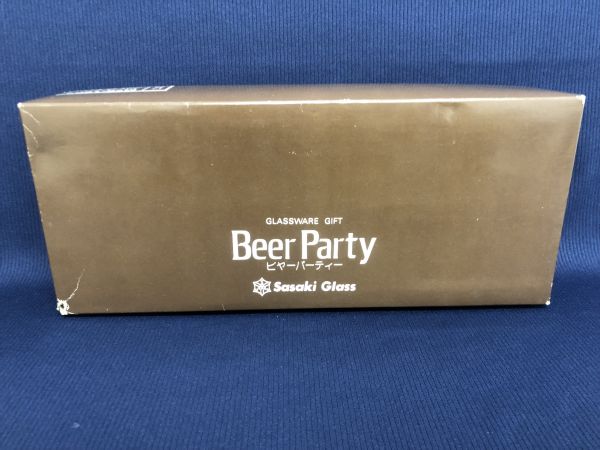 GLASSWARE GIFT
Beer Party
ビヤーパーティー
Sasaki Glass